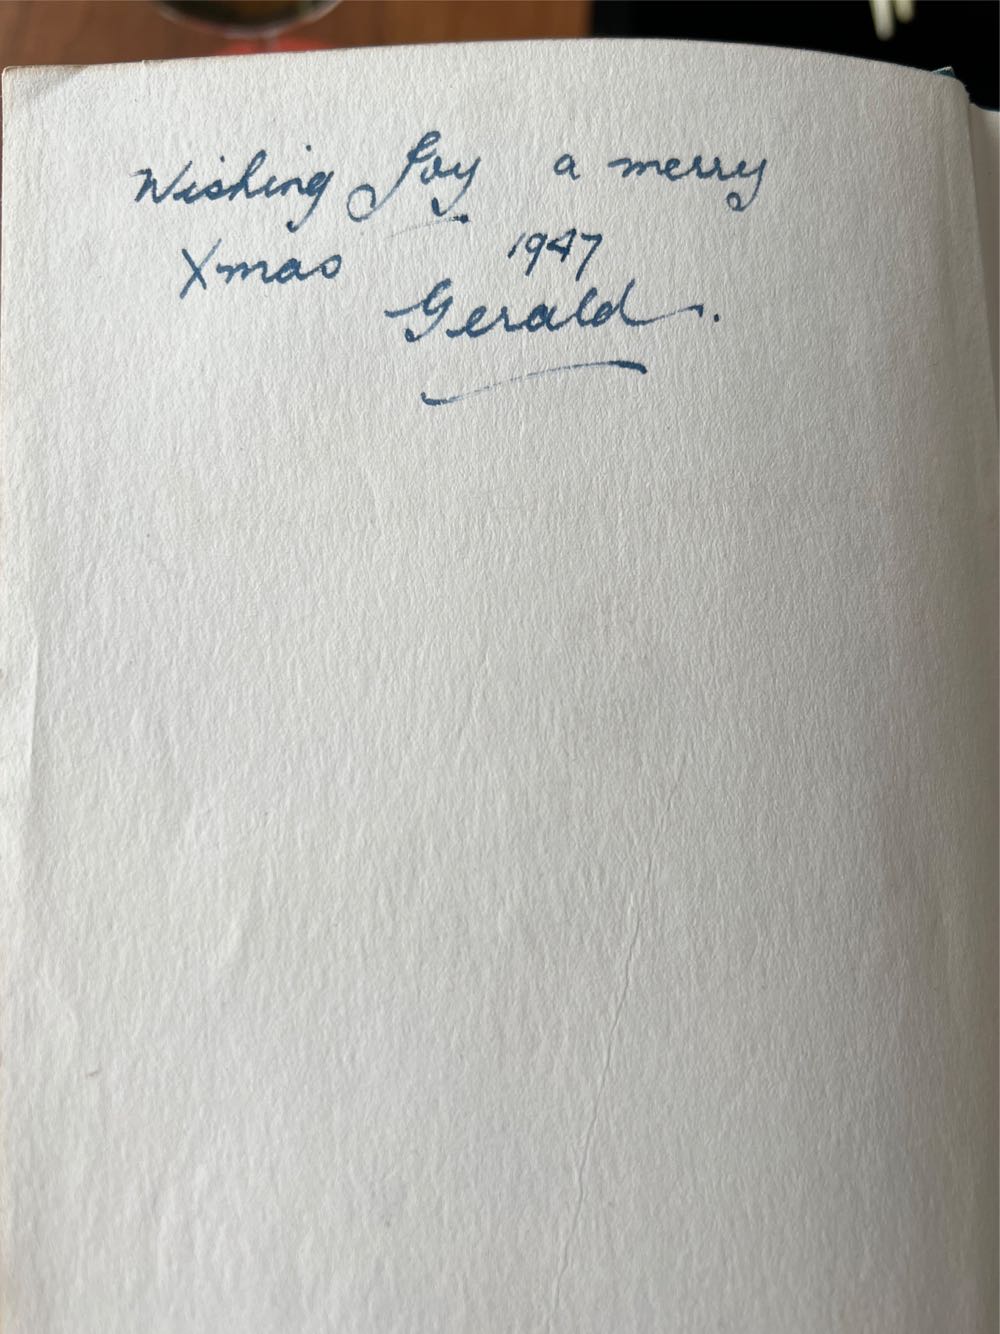 Wishing Joy a merry
Xmas 1947
Gerald.